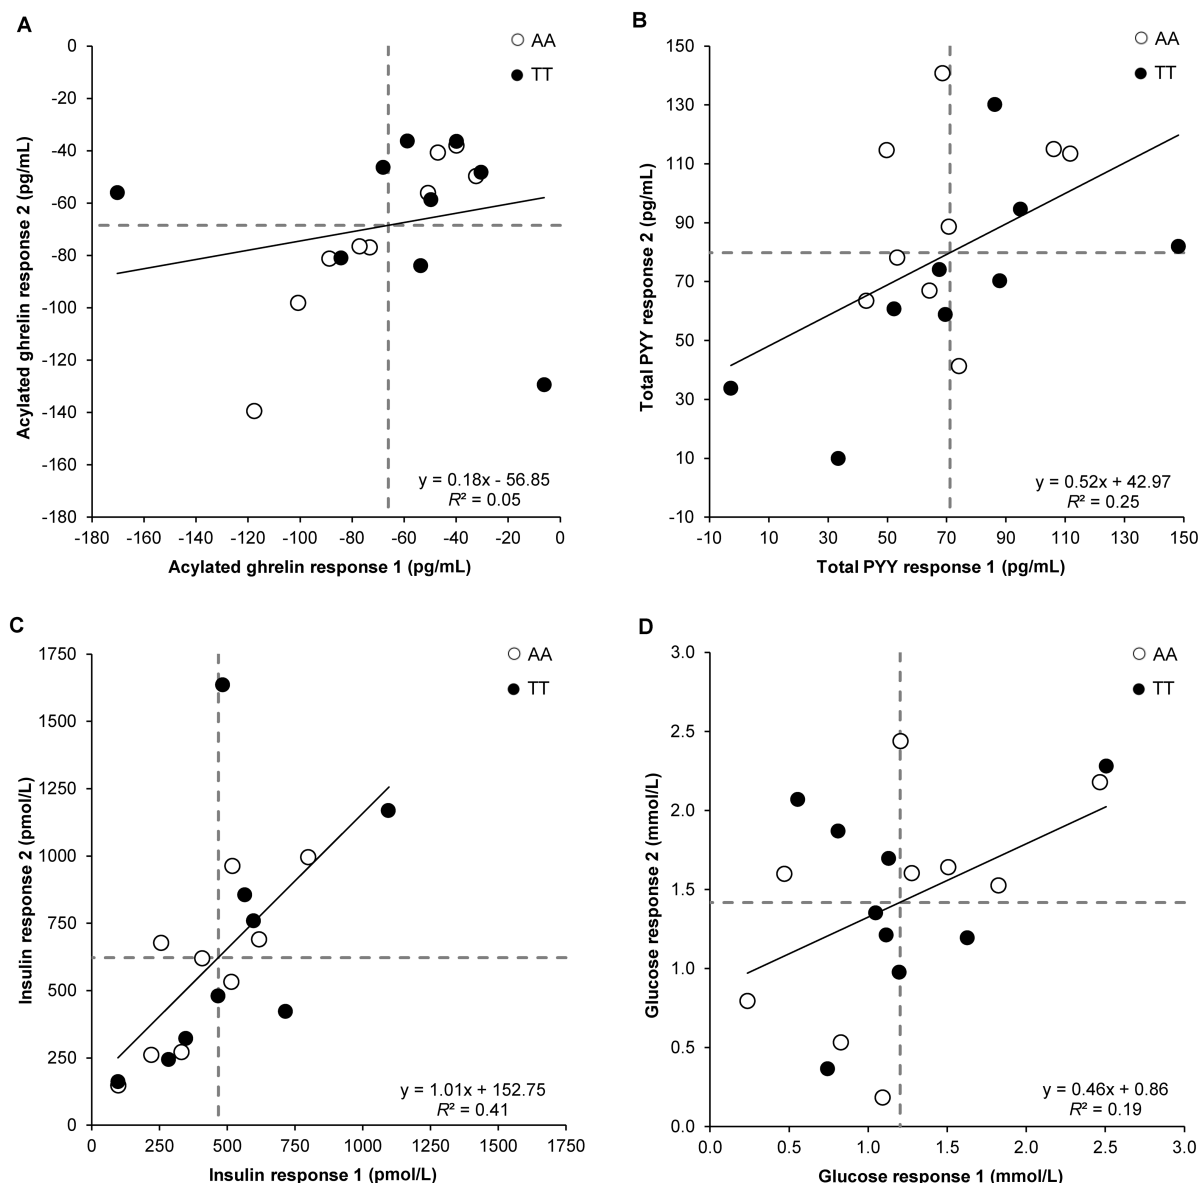 A
AA
TT
0
-20
-40
-60
-80
-100
-120
-140
-160
-180
Acylated ghrelin response 2 (pg/mL)
y = 0.18x - 56.85
R² = 0.05
-180 -160 -140 -120 -100 -80 -60 -40 -20 0
Acylated ghrelin response 1 (pg/mL)
B
AA
TT
150
130
110
90
70
50
30
10
-10
Total PYY response 2 (pg/mL)
y = 0.52x + 42.97
R² = 0.25
-10 10 30 50 70 90 110 130 150
Total PYY response 1 (pg/mL)
C
AA
TT
1750
1500
1250
1000
750
500
250
0
Insulin response 2 (pmol/L)
y = 1.01x + 152.75
R² = 0.41
0 250 500 750 1000 1250 1500 1750
Insulin response 1 (pmol/L)
D
AA
TT
3.0
2.5
2.0
1.5
1.0
0.5
0.0
Glucose response 2 (mmol/L)
y = 0.46x + 0.86
R² = 0.19
0.0 0.5 1.0 1.5 2.0 2.5 3.0
Glucose response 1 (mmol/L)